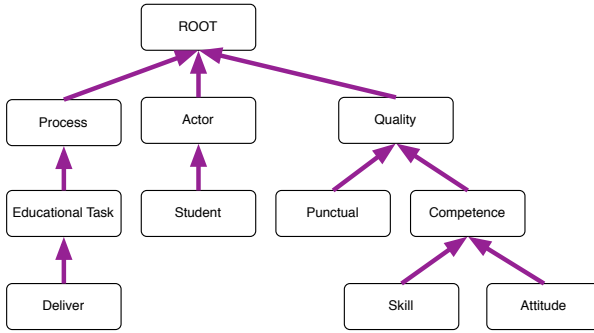 ROOT
Process
Actor
Quality
Educational Task
Student
Punctual
Competence
Deliver
Skill
Attitude